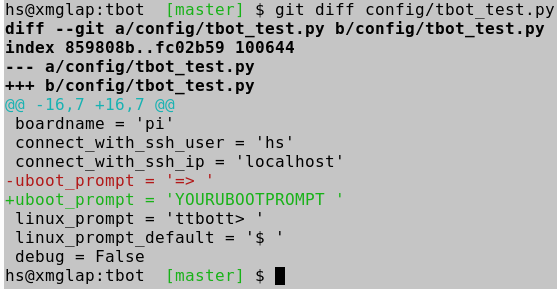 hs@xmglap:tbot  [master] $ git diff config/tbot_test.py
diff --git a/config/tbot_test.py b/config/tbot_test.py
index 859808b..fc02b59 100644
--- a/config/tbot_test.py
+++ b/config/tbot_test.py
@@ -16,7 +16,7 @@
 boardname = 'pi'
 connect_with_ssh_user = 'hs'
 connect_with_ssh_ip = 'localhost'
-uboot_prompt = '=> '
+uboot_prompt = 'YOURUBOOTPROMPT '
 linux_prompt = 'ttbott> '
 linux_prompt_default = '$ '
 debug = False
hs@xmglap:tbot  [master] $